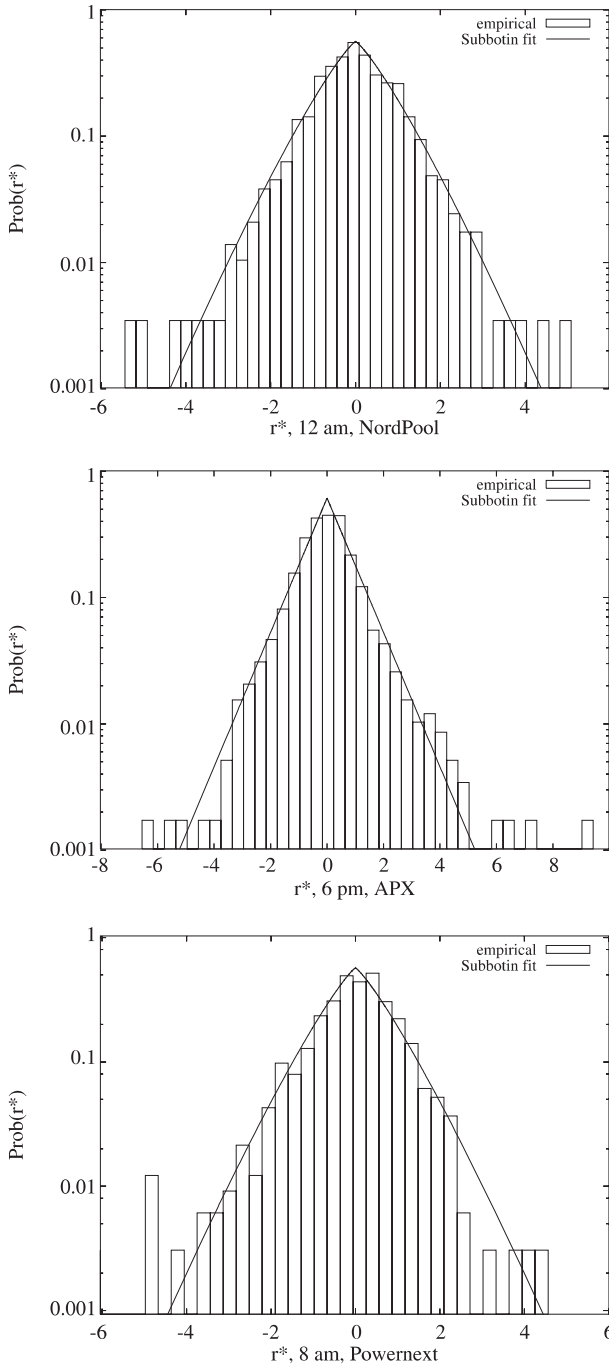 1
empirical
Subbotin fit
0.1
Prob(r*)
0.01
0.001
-6 -4 -2 0 2 4
r*, 12 am, NordPool
1
empirical
Subbotin fit
0.1
Prob(r*)
0.01
0.001
-8 -6 -4 -2 0 2 4 6 8
r*, 6 pm, APX
1
empirical
Subbotin fit
0.1
Prob(r*)
0.01
0.001
-6 -4 -2 0 2 4 6
r*, 8 am, Powernext